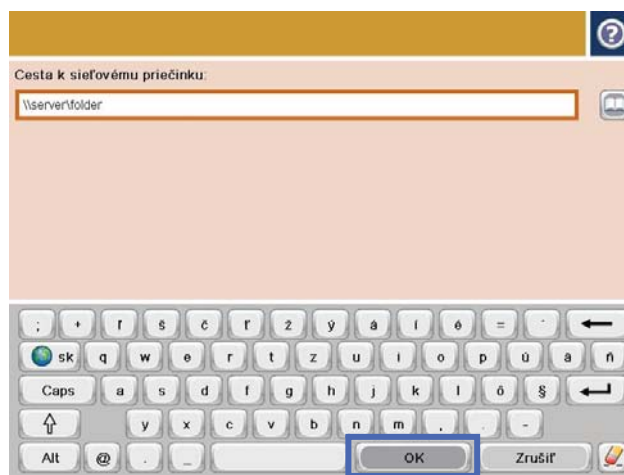 ?
Cesta k sieťovému priečinku:
\\server\folder
; + ľ š č ť ž ý á í é = ´
sk q w e r t z u i o p ú ä ň
Caps a s d f g h j k l ô §
y x c v b n m , . -
Alt @ . _ OK Zrušiť